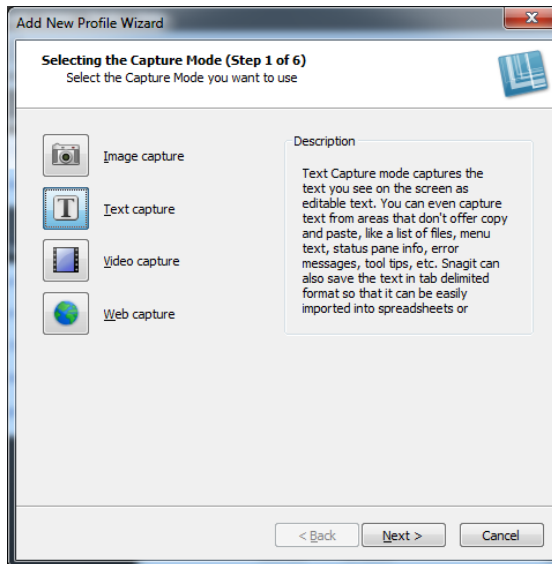 Add New Profile Wizard
Selecting the Capture Mode (Step 1 of 6)
Select the Capture Mode you want to use
Image capture
Text capture
Video capture
Web capture
Description
Text Capture mode captures the
text you see on the screen as
editable text. You can even capture
text from areas that don't offer copy
and paste, like a list of files, menu
text, status pane info, error
messages, tool tips, etc. Snagit can
also save the text in tab delimited
format so that it can be easily
imported into spreadsheets or
< Back
Next >
Cancel